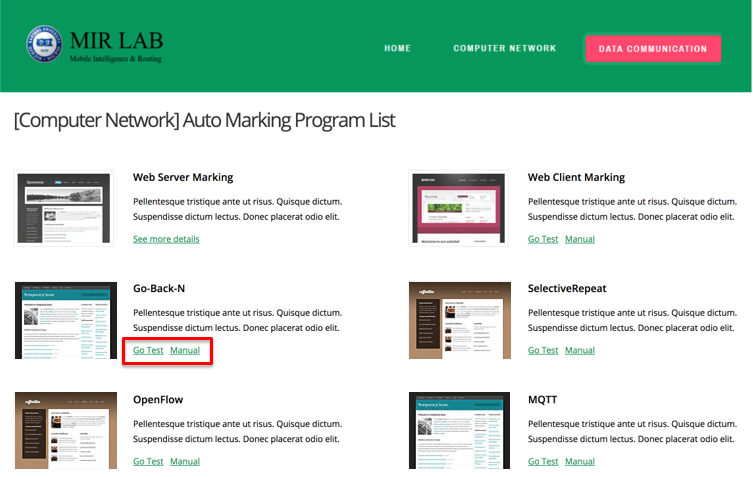 MIR LAB
Mobile Intelligence & Routing
HOME
COMPUTER NETWORK
DATA COMMUNICATION
[Computer Network] Auto Marking Program List
Web Server Marking
Pellentesque tristique ante ut risus. Quisque dictum.
Suspendisse dictum lectus. Donec placerat odio elit.
See more details
Web Client Marking
Pellentesque tristique ante ut risus. Quisque dictum.
Suspendisse dictum lectus. Donec placerat odio elit.
Go Test Manual
Go-Back-N
Pellentesque tristique ante ut risus. Quisque dictum.
Suspendisse dictum lectus. Donec placerat odio elit.
Go Test Manual
SelectiveRepeat
Pellentesque tristique ante ut risus. Quisque dictum.
Suspendisse dictum lectus. Donec placerat odio elit.
Go Test Manual
OpenFlow
Pellentesque tristique ante ut risus. Quisque dictum.
Suspendisse dictum lectus. Donec placerat odio elit.
Go Test Manual
MQTT
Pellentesque tristique ante ut risus. Quisque dictum.
Suspendisse dictum lectus. Donec placerat odio elit.
Go Test Manual